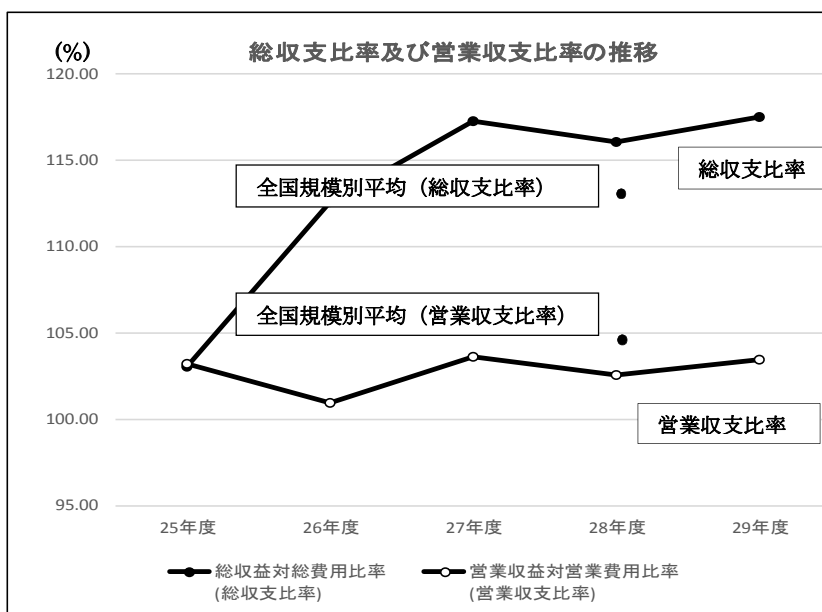 (%)
総収支比率及び営業収支比率の推移
120.00
115.00
110.00
105.00
100.00
95.00
総収支比率
全国規模別平均（総収支比率）
全国規模別平均（営業収支比率）
営業収支比率
25年度
26年度
27年度
28年度
29年度
総収益対総費用比率
(総収支比率)
営業収益対営業費用比率
(営業収支比率)